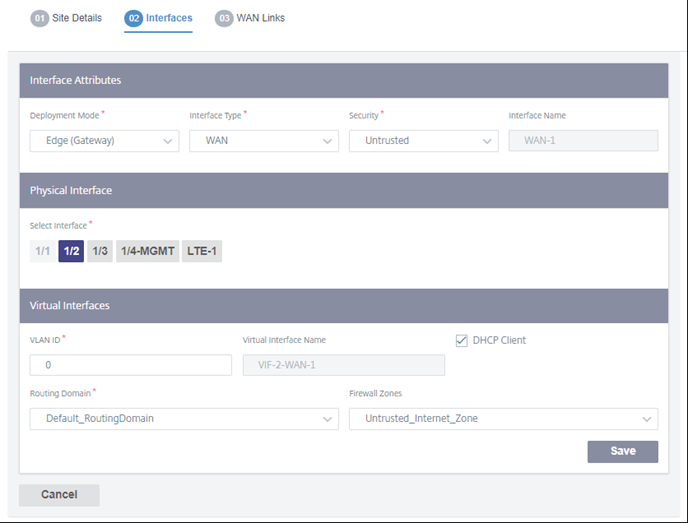 01 Site Details 02 Interfaces 03 WAN Links
Interface Attributes
Deployment Mode * Interface Type * Security * Interface Name
Edge (Gateway) WAN Untrusted WAN-1
Physical Interface
Select Interface *
1/1 1/2 1/3 1/4-MGMT LTE-1
Virtual Interfaces
VLAN ID * Virtual Interface Name DHCP Client
0 VIF-2-WAN-1
Routing Domain * Firewall Zones
Default_RoutingDomain Untrusted_Internet_Zone
Save
Cancel